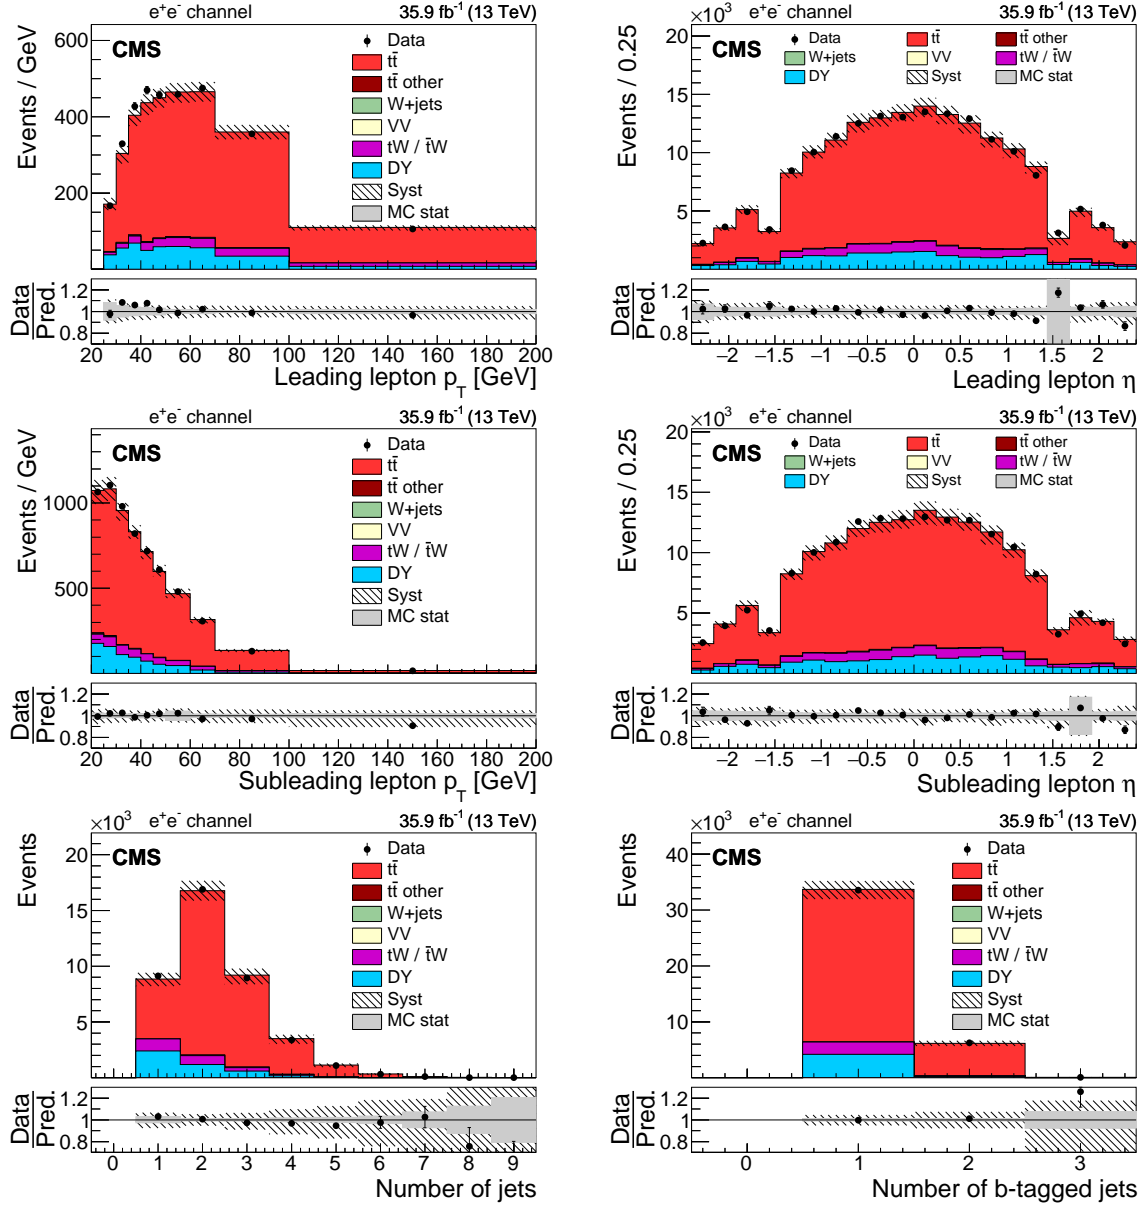 e⁺e⁻ channel 35.9 fb⁻¹ (13 TeV)
CMS
Data
tt̄
tt̄ other
W+jets
VV
tW / t̄W
DY
Syst
MC stat
Events / GeV
600
400
200
Data
Pred.
1.2
1
0.8
20 40 60 80 100 120 140 160 180 200
Leading lepton p_T [GeV]
×10³ e⁺e⁻ channel 35.9 fb⁻¹ (13 TeV)
CMS
Data tt̄ tt̄ other
W+jets VV tW / t̄W
DY Syst MC stat
Events / 0.25
20
15
10
5
Data
Pred.
1.2
1
0.8
−2 −1.5 −1 −0.5 0 0.5 1 1.5 2
Leading lepton η
e⁺e⁻ channel 35.9 fb⁻¹ (13 TeV)
CMS
Data
tt̄
tt̄ other
W+jets
VV
tW / t̄W
DY
Syst
MC stat
Events / GeV
1000
500
Data
Pred.
1.2
1
0.8
20 40 60 80 100 120 140 160 180 200
Subleading lepton p_T [GeV]
×10³ e⁺e⁻ channel 35.9 fb⁻¹ (13 TeV)
CMS
Data tt̄ tt̄ other
W+jets VV tW / t̄W
DY Syst MC stat
Events / 0.25
20
15
10
5
Data
Pred.
1.2
1
0.8
−2 −1.5 −1 −0.5 0 0.5 1 1.5 2
Subleading lepton η
×10³ e⁺e⁻ channel 35.9 fb⁻¹ (13 TeV)
CMS
Data
tt̄
tt̄ other
W+jets
VV
tW / t̄W
DY
Syst
MC stat
Events
20
15
10
5
Data
Pred.
1.2
1
0.8
0 1 2 3 4 5 6 7 8 9
Number of jets
×10³ e⁺e⁻ channel 35.9 fb⁻¹ (13 TeV)
CMS
Data
tt̄
tt̄ other
W+jets
VV
tW / t̄W
DY
Syst
MC stat
Events
40
30
20
10
Data
Pred.
1.2
1
0.8
0 1 2 3
Number of b-tagged jets